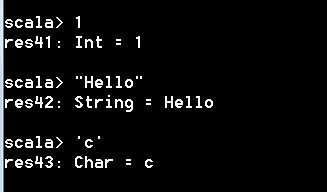 scala> 1
res41: Int = 1
scala> "Hello"
res42: String = Hello
scala> 'c'
res43: Char = c